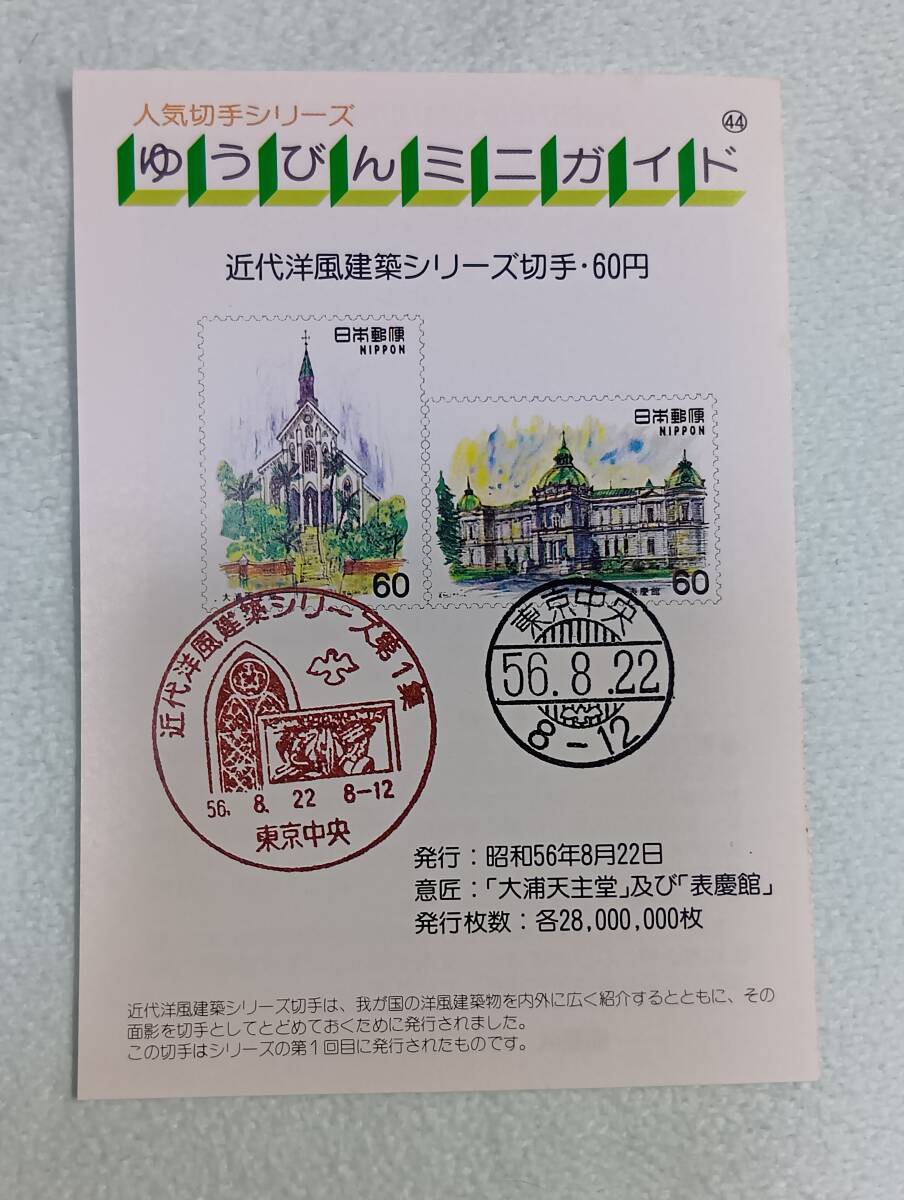 人気切手シリーズ
㊹
ゆうびんミニガイド
近代洋風建築シリーズ切手・60円
日本郵便
NIPPON
60
日本郵便
NIPPON
60
表慶館
近代洋風建築シリーズ第1集
56. 8. 22 8-12
東京中央
東京中央
56.8.22
8-12
発行：昭和56年8月22日
意匠：「大浦天主堂」及び「表慶館」
発行枚数：各28,000,000枚
近代洋風建築シリーズ切手は、我が国の洋風建築物を内外に広く紹介するとともに、その
面影を切手としてとどめておくために発行されました。
この切手はシリーズの第1回目に発行されたものです。